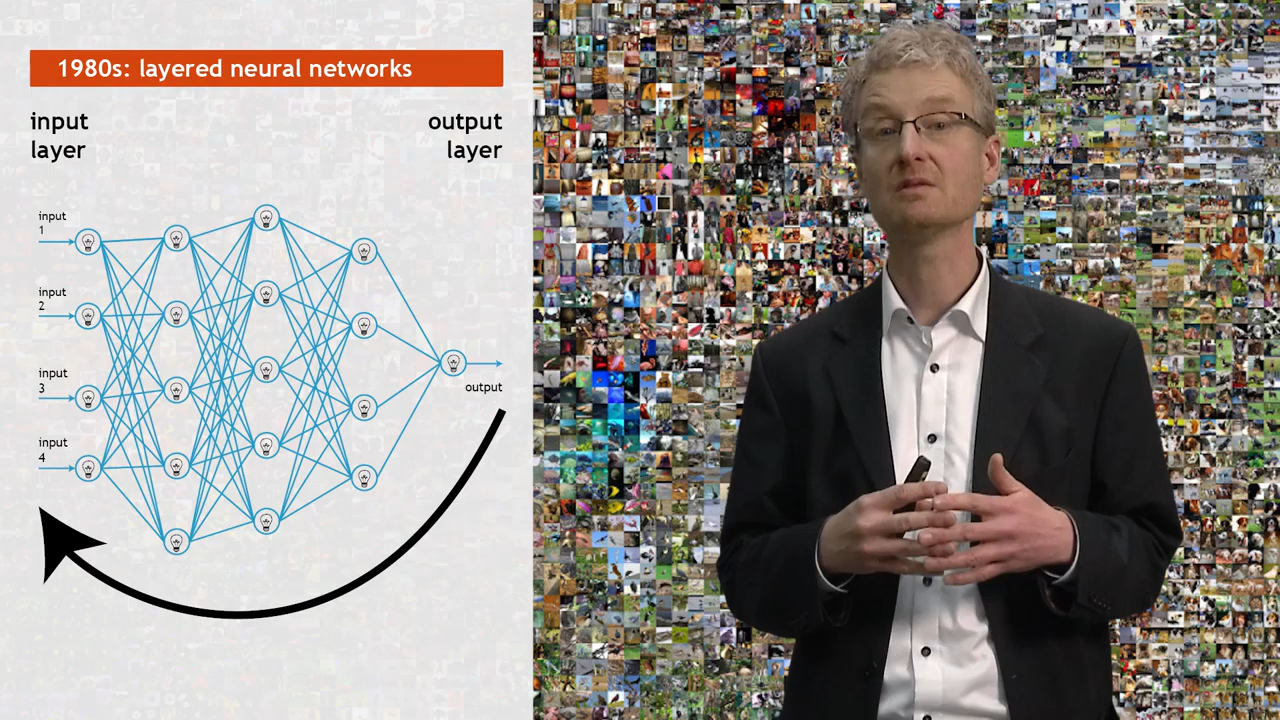 1980s: layered neural networks
input
layer
output
layer
input
1
input
2
input
3
input
4
output